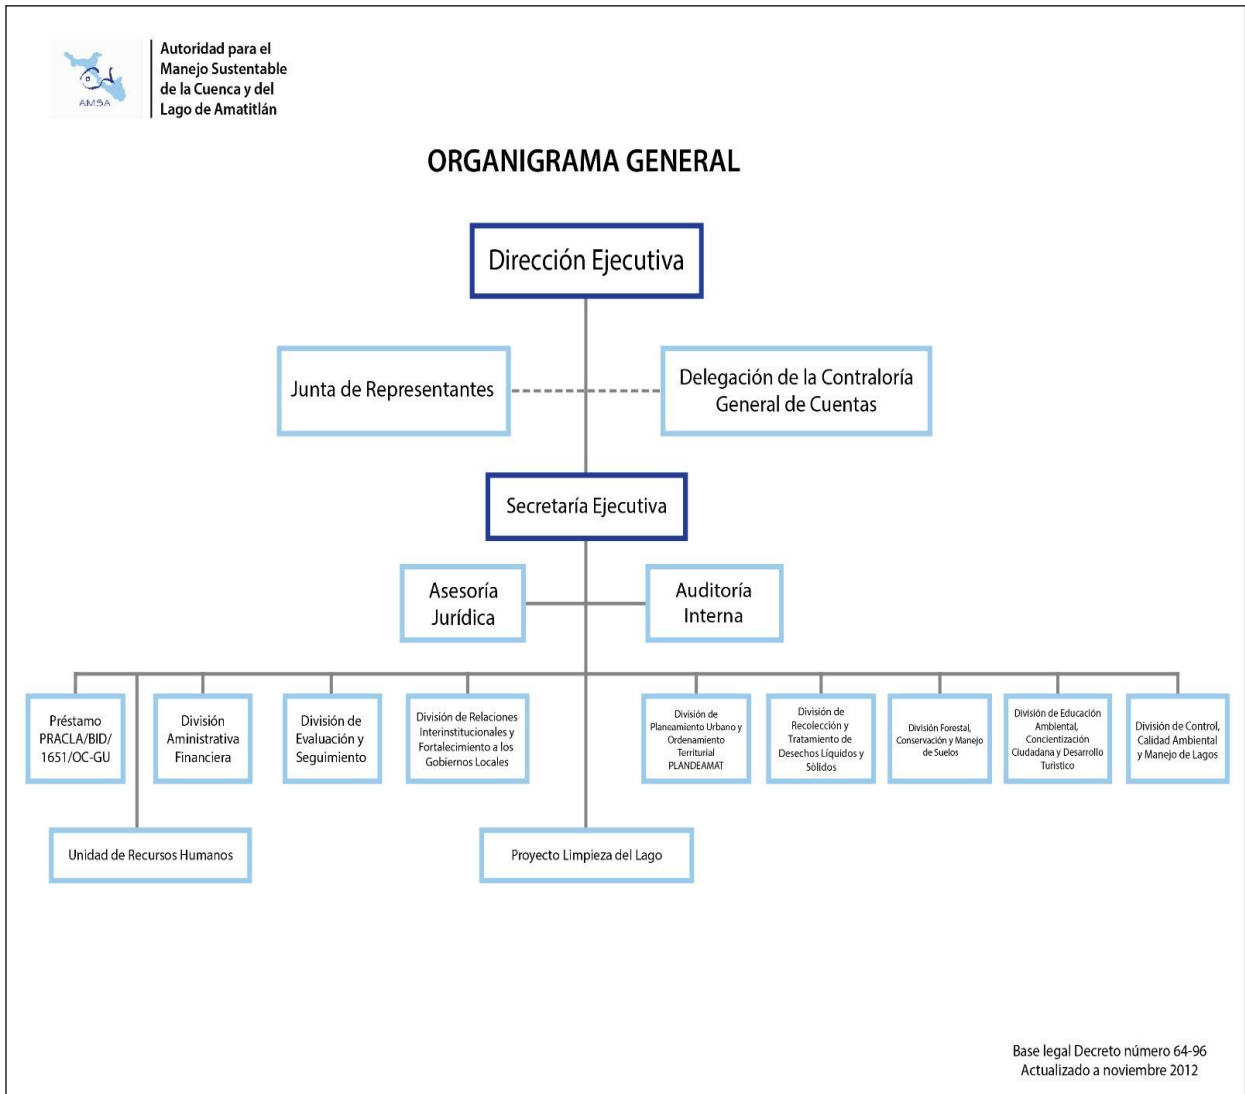 AMSA
Autoridad para el
Manejo Sustentable
de la Cuenca y del
Lago de Amatitlán
ORGANIGRAMA GENERAL
Dirección Ejecutiva
Junta de Representantes
Delegación de la Contraloría
General de Cuentas
Secretaría Ejecutiva
Asesoría
Jurídica
Auditoría
Interna
Préstamo
PRACLA/BID/
1651/OC-GU
División
Aministrativa
Financiera
División de
Evaluación y
Seguimiento
División de Relaciones
Interinstitucionales y
Fortalecimiento a los
Gobiernos Locales
División de
Planeamiento Urbano y
Ordenamiento
Territurial
PLANDEAMAT
División de
Recolección y
Tratamiento de
Desechos Líquidos y
Sòlidos
División Forestal,
Conservación y Manejo
de Suelos
División de Educación
Ambiental,
Concientización
Ciudadana y Desarrollo
Turìstico
División de Control,
Calidad Ambiental
y Manejo de Lagos
Unidad de Recursos Humanos
Proyecto Limpieza del Lago
Base legal Decreto número 64-96
Actualizado a noviembre 2012